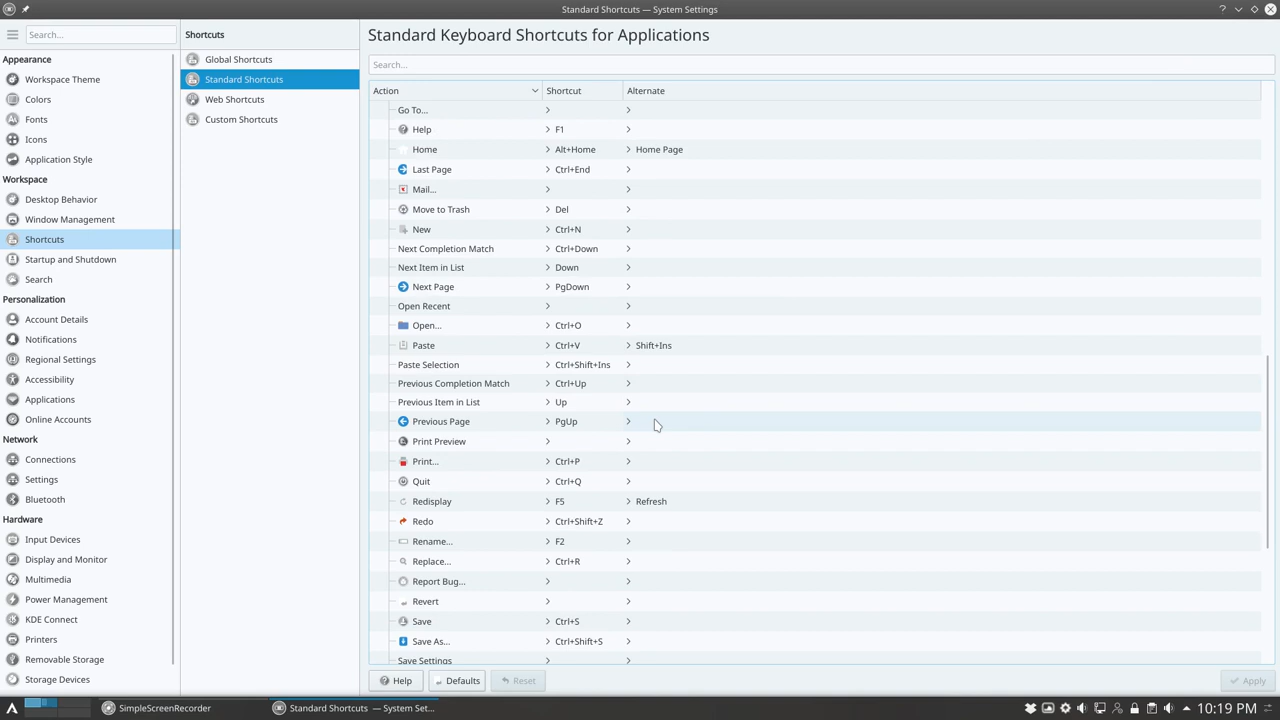 Standard Shortcuts — System Settings
Search...
Appearance
Workspace Theme
Colors
Fonts
Icons
Application Style
Workspace
Desktop Behavior
Window Management
Shortcuts
Startup and Shutdown
Search
Personalization
Account Details
Notifications
Regional Settings
Accessibility
Applications
Online Accounts
Network
Connections
Settings
Bluetooth
Hardware
Input Devices
Display and Monitor
Multimedia
Power Management
KDE Connect
Printers
Removable Storage
Storage Devices
Shortcuts
Global Shortcuts
Standard Shortcuts
Web Shortcuts
Custom Shortcuts
Standard Keyboard Shortcuts for Applications
Search...
Action Shortcut Alternate
Go To...
Help F1
Home Alt+Home Home Page
Last Page Ctrl+End
Mail...
Move to Trash Del
New Ctrl+N
Next Completion Match Ctrl+Down
Next Item in List Down
Next Page PgDown
Open Recent
Open... Ctrl+O
Paste Ctrl+V Shift+Ins
Paste Selection Ctrl+Shift+Ins
Previous Completion Match Ctrl+Up
Previous Item in List Up
Previous Page PgUp
Print Preview
Print... Ctrl+P
Quit Ctrl+Q
Redisplay F5 Refresh
Redo Ctrl+Shift+Z
Rename... F2
Replace... Ctrl+R
Report Bug...
Revert
Save Ctrl+S
Save As... Ctrl+Shift+S
Save Settings
Help Defaults Reset Apply
SimpleScreenRecorder Standard Shortcuts — System Set... 10:19 PM